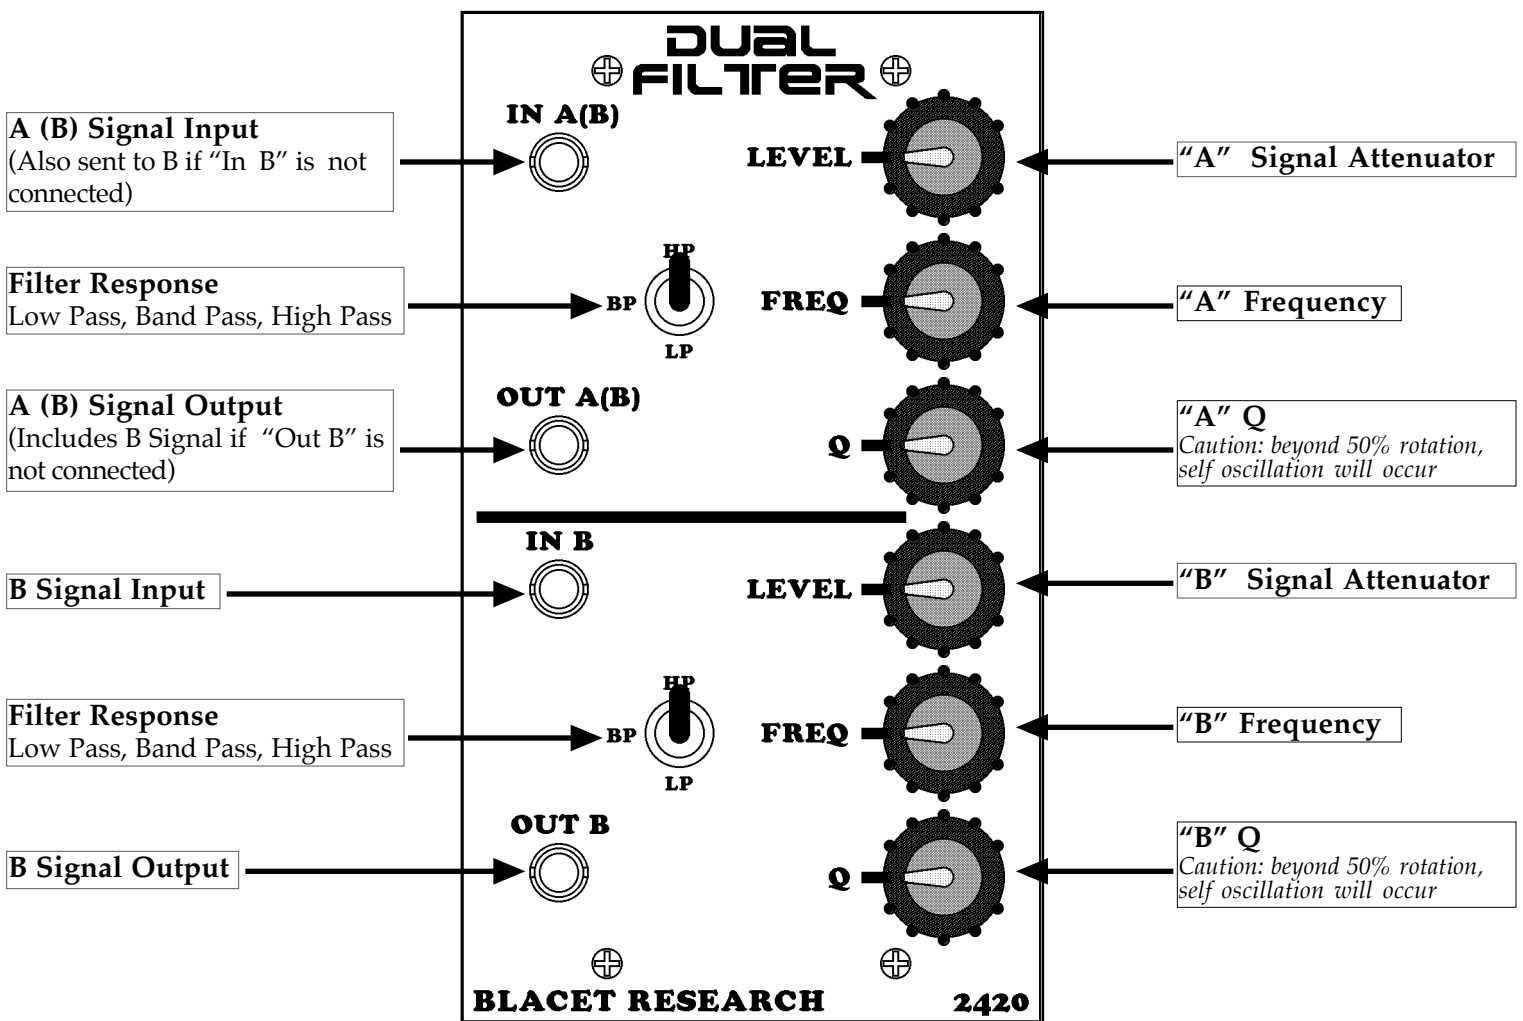 DUAL
FILTER
IN A(B)
LEVEL
HP
BP
LP
FREQ
OUT A(B)
Q
IN B
LEVEL
HP
BP
LP
FREQ
OUT B
Q
BLACET RESEARCH 2420
A (B) Signal Input
(Also sent to B if “In B” is not
connected)
Filter Response
Low Pass, Band Pass, High Pass
A (B) Signal Output
(Includes B Signal if “Out B” is
not connected)
B Signal Input
Filter Response
Low Pass, Band Pass, High Pass
B Signal Output
“A” Signal Attenuator
“A” Frequency
“A” Q
Caution: beyond 50% rotation,
self oscillation will occur
“B” Signal Attenuator
“B” Frequency
“B” Q
Caution: beyond 50% rotation,
self oscillation will occur